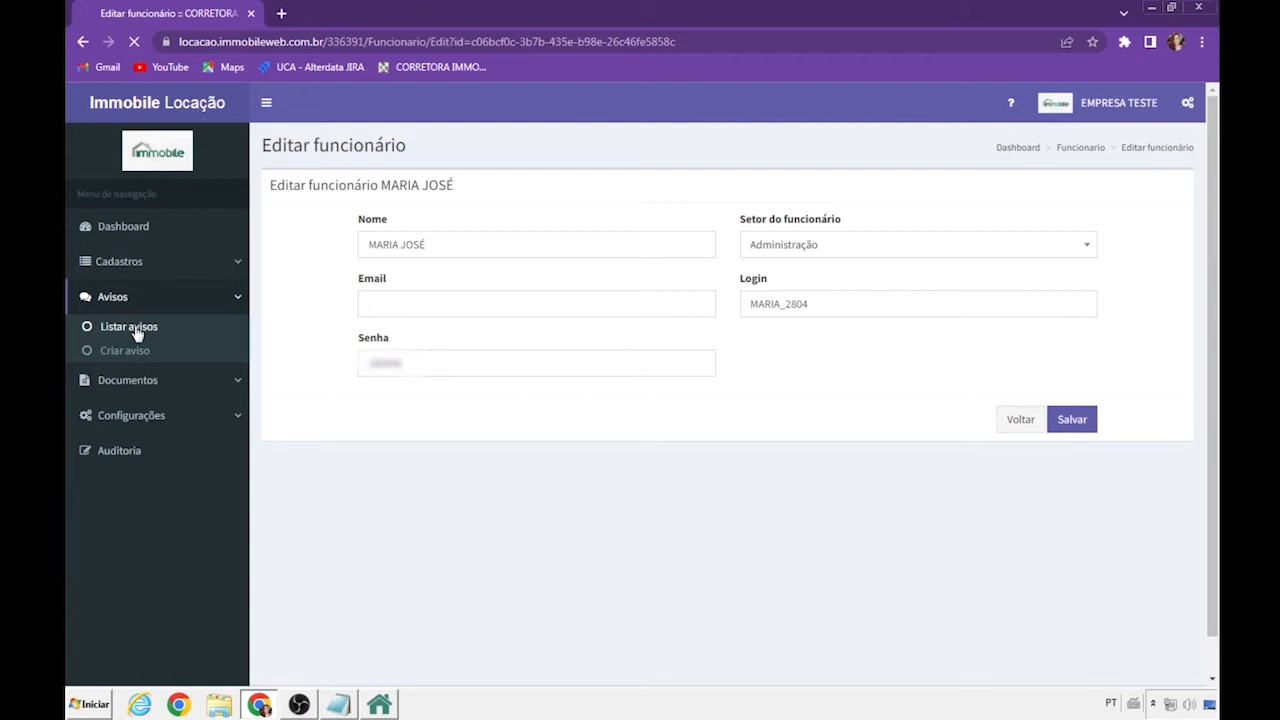 Editar funcionário :: CORRETORA
locacao.immobileweb.com.br/336391/Funcionario/Edit?id=c06bcf0c-3b7b-435e-b98e-26c46fe5858c
Gmail YouTube Maps UCA - Alterdata JIRA CORRETORA IMMO...
Immobile Locação
? immobile EMPRESA TESTE
immobile
Editar funcionário
Dashboard > Funcionario > Editar funcionário
Menu de navegação
Dashboard
Cadastros
Avisos
Listar avisos
Criar aviso
Documentos
Configurações
Auditoria
Editar funcionário MARIA JOSÉ
Nome
MARIA JOSÉ
Setor do funcionário
Administração
Email
Login
MARIA_2804
Senha
Voltar Salvar
Iniciar
PT